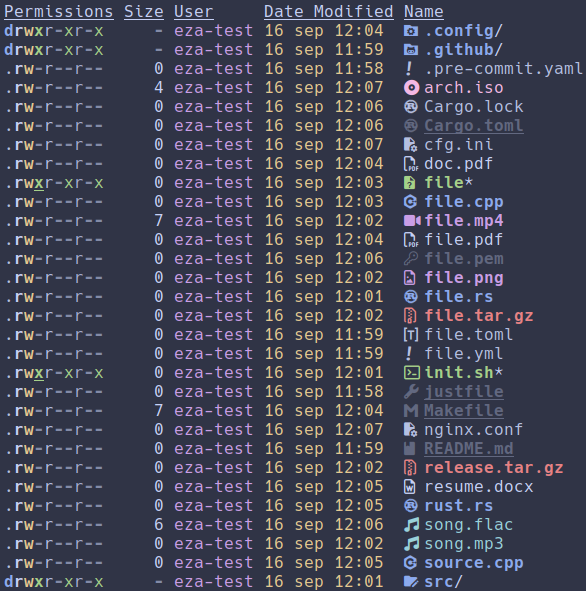 Permissions Size User Date Modified Name
drwxr-xr-x - eza-test 16 sep 12:04 .config/
drwxr-xr-x - eza-test 16 sep 11:59 .github/
.rw-r--r-- 0 eza-test 16 sep 11:58 .pre-commit.yaml
.rw-r--r-- 4 eza-test 16 sep 12:07 arch.iso
.rw-r--r-- 0 eza-test 16 sep 12:06 Cargo.lock
.rw-r--r-- 0 eza-test 16 sep 12:06 Cargo.toml
.rw-r--r-- 0 eza-test 16 sep 12:07 cfg.ini
.rw-r--r-- 0 eza-test 16 sep 12:04 doc.pdf
.rwxr-xr-x 0 eza-test 16 sep 12:03 file*
.rw-r--r-- 0 eza-test 16 sep 12:03 file.cpp
.rw-r--r-- 7 eza-test 16 sep 12:02 file.mp4
.rw-r--r-- 0 eza-test 16 sep 12:04 file.pdf
.rw-r--r-- 0 eza-test 16 sep 12:06 file.pem
.rw-r--r-- 0 eza-test 16 sep 12:02 file.png
.rw-r--r-- 0 eza-test 16 sep 12:01 file.rs
.rw-r--r-- 0 eza-test 16 sep 12:02 file.tar.gz
.rw-r--r-- 0 eza-test 16 sep 11:59 file.toml
.rw-r--r-- 0 eza-test 16 sep 11:59 file.yml
.rwxr-xr-x 0 eza-test 16 sep 12:01 init.sh*
.rw-r--r-- 0 eza-test 16 sep 11:58 justfile
.rw-r--r-- 7 eza-test 16 sep 12:04 Makefile
.rw-r--r-- 0 eza-test 16 sep 12:07 nginx.conf
.rw-r--r-- 0 eza-test 16 sep 11:59 README.md
.rw-r--r-- 0 eza-test 16 sep 12:02 release.tar.gz
.rw-r--r-- 0 eza-test 16 sep 12:05 resume.docx
.rw-r--r-- 0 eza-test 16 sep 12:05 rust.rs
.rw-r--r-- 6 eza-test 16 sep 12:06 song.flac
.rw-r--r-- 0 eza-test 16 sep 12:02 song.mp3
.rw-r--r-- 0 eza-test 16 sep 12:05 source.cpp
drwxr-xr-x - eza-test 16 sep 12:01 src/